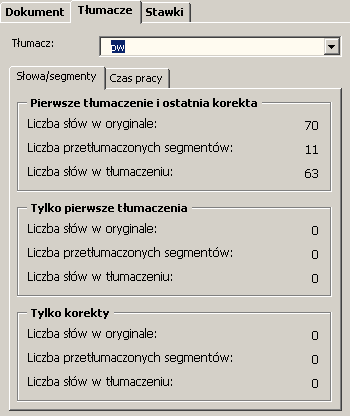 Dokument Tłumacze Stawki
Tłumacz: ow
Słowa/segmenty Czas pracy
Pierwsze tłumaczenie i ostatnia korekta
Liczba słów w oryginale: 70
Liczba przetłumaczonych segmentów: 11
Liczba słów w tłumaczeniu: 63
Tylko pierwsze tłumaczenia
Liczba słów w oryginale: 0
Liczba przetłumaczonych segmentów: 0
Liczba słów w tłumaczeniu: 0
Tylko korekty
Liczba słów w oryginale: 0
Liczba przetłumaczonych segmentów: 0
Liczba słów w tłumaczeniu: 0